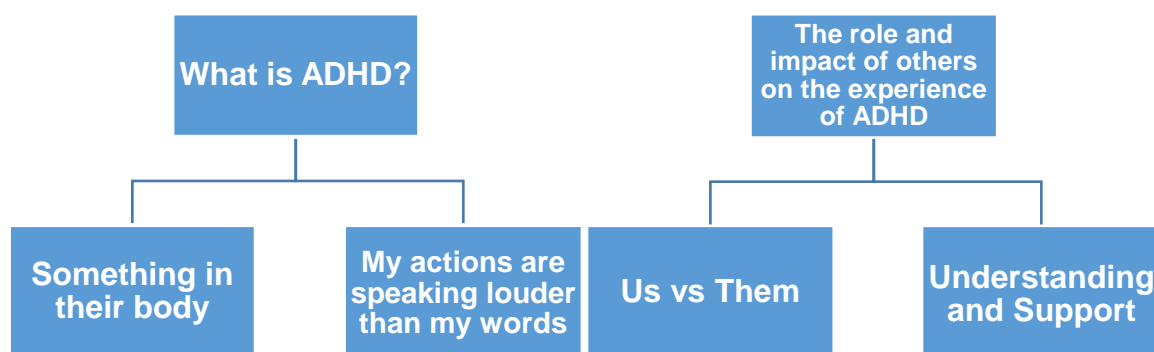 What is ADHD?
The role and
impact of others
on the experience
of ADHD
Something in
their body
My actions are
speaking louder
than my words
Us vs Them
Understanding
and Support